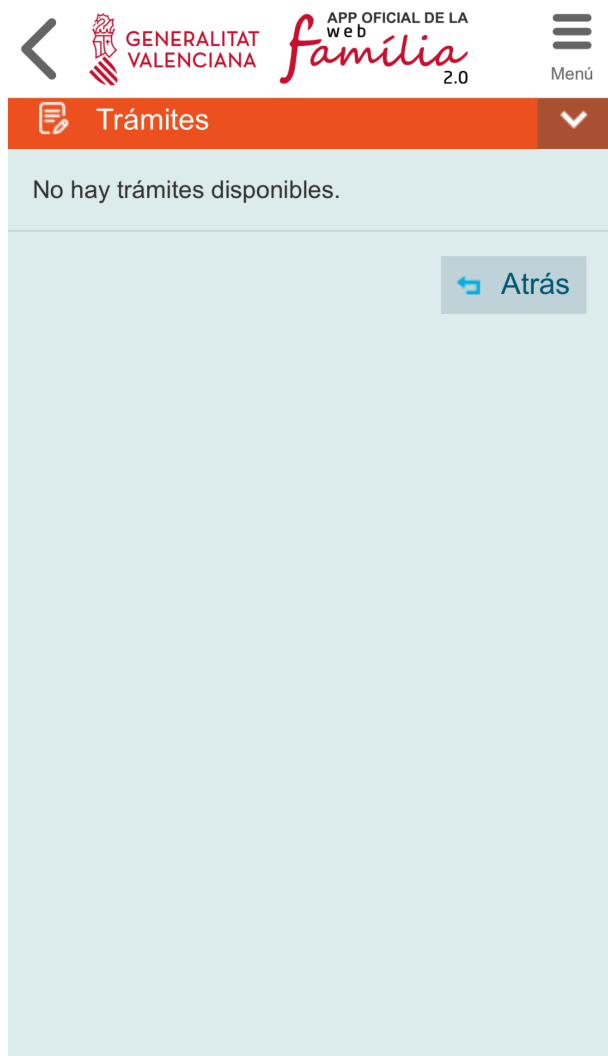 GENERALITAT
VALENCIANA
APP OFICIAL DE LA
web
família
2.0
Menú
Trámites
No hay trámites disponibles.
Atrás